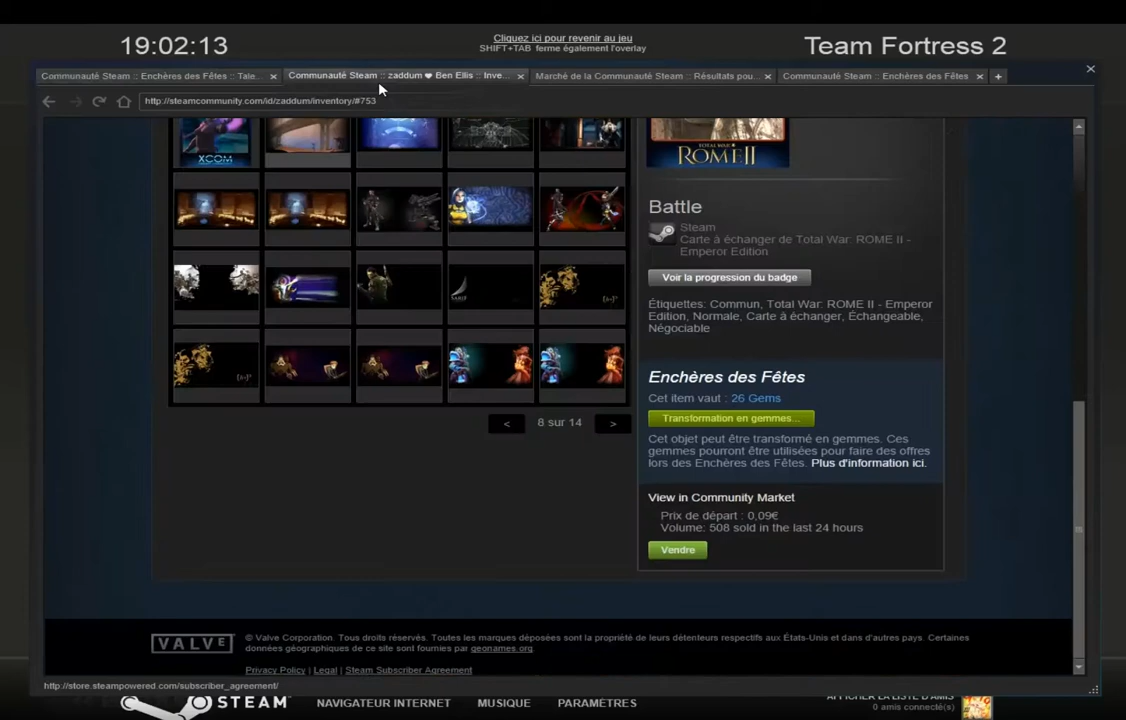 19:02:13
Cliquez ici pour revenir au jeu
SHIFT+TAB ferme également l'overlay
Team Fortress 2
Communauté Steam :: Enchères des Fêtes :: Tale...
Communauté Steam :: zaddum ❤ Ben Ellis :: Inve...
Marché de la Communauté Steam :: Résultats pou...
Communauté Steam :: Enchères des Fêtes
http://steamcommunity.com/id/zaddum/inventory/#753
XCOM
TOTAL WAR
ROME II
Battle
Steam
Carte à échanger de Total War: ROME II -
Emperor Edition
Voir la progression du badge
Étiquettes: Commun, Total War: ROME II - Emperor
Edition, Normale, Carte à échanger, Échangeable,
Négociable
Enchères des Fêtes
Cet item vaut : 26 Gems
Transformation en gemmes...
Cet objet peut être transformé en gemmes. Ces
gemmes pourront être utilisées pour faire des offres
lors des Enchères des Fêtes. Plus d'information ici.
< 8 sur 14 >
View in Community Market
Prix de départ : 0,09€
Volume: 508 sold in the last 24 hours
Vendre
VALVE
© Valve Corporation. Tous droits réservés. Toutes les marques déposées sont la propriété de leurs détenteurs respectifs aux États-Unis et dans d'autres pays. Certaines
données géographiques de ce site sont fournies par geonames.org.
Privacy Policy | Legal | Steam Subscriber Agreement
http://store.steampowered.com/subscriber_agreement/
STEAM
NAVIGATEUR INTERNET
MUSIQUE
PARAMÈTRES
AFFICHER LA LISTE D'AMIS
0 amis connecté(s)